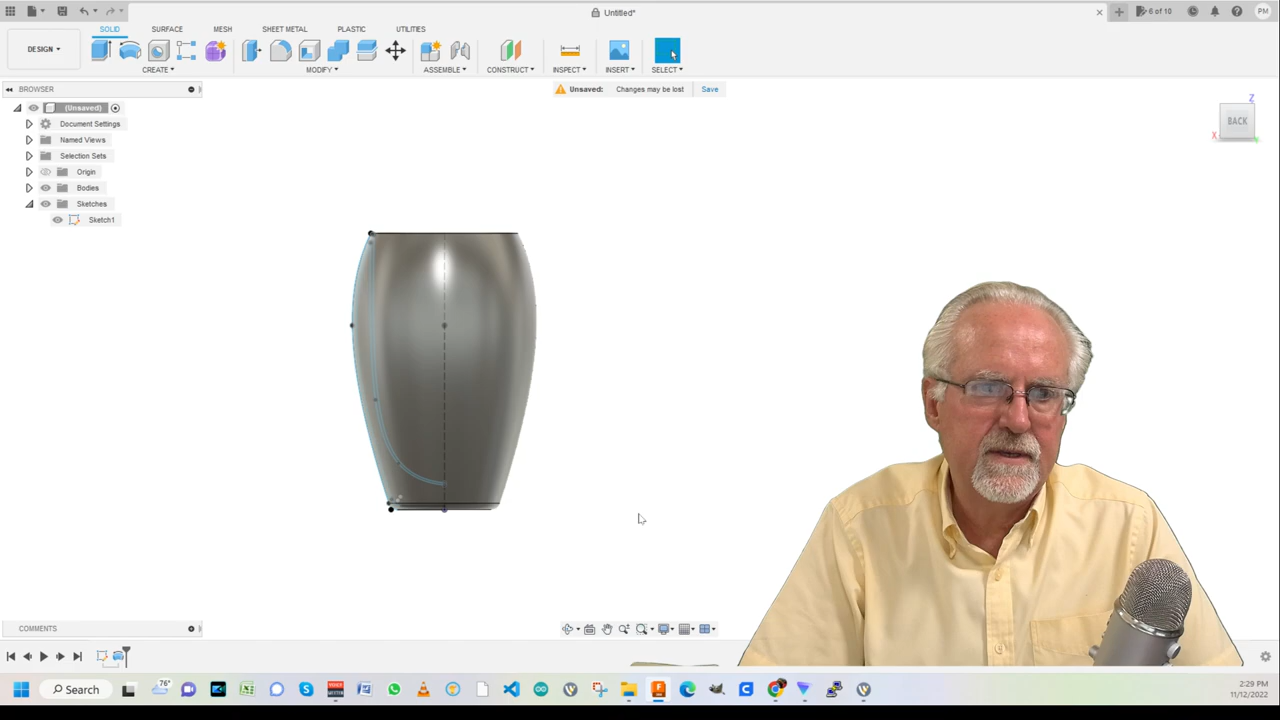 Untitled*
6 of 10
PM
DESIGN
SOLID
SURFACE
MESH
SHEET METAL
PLASTIC
UTILITIES
CREATE
MODIFY
ASSEMBLE
CONSTRUCT
INSPECT
INSERT
SELECT
BROWSER
Unsaved:
Changes may be lost
Save
(Unsaved)
Document Settings
Named Views
Selection Sets
Origin
Bodies
Sketches
Sketch1
Z
BACK
X
COMMENTS
Search
76°
2:29 PM
11/12/2022